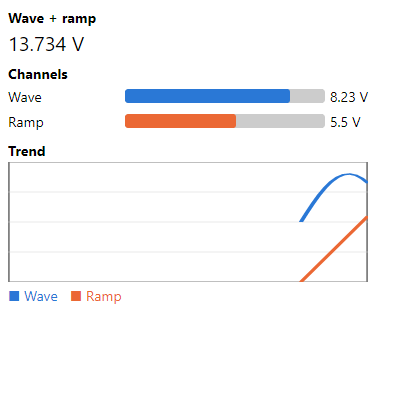 Wave + ramp
13.734 V
Channels
Wave 8.23 V
Ramp 5.5 V
Trend
Wave Ramp